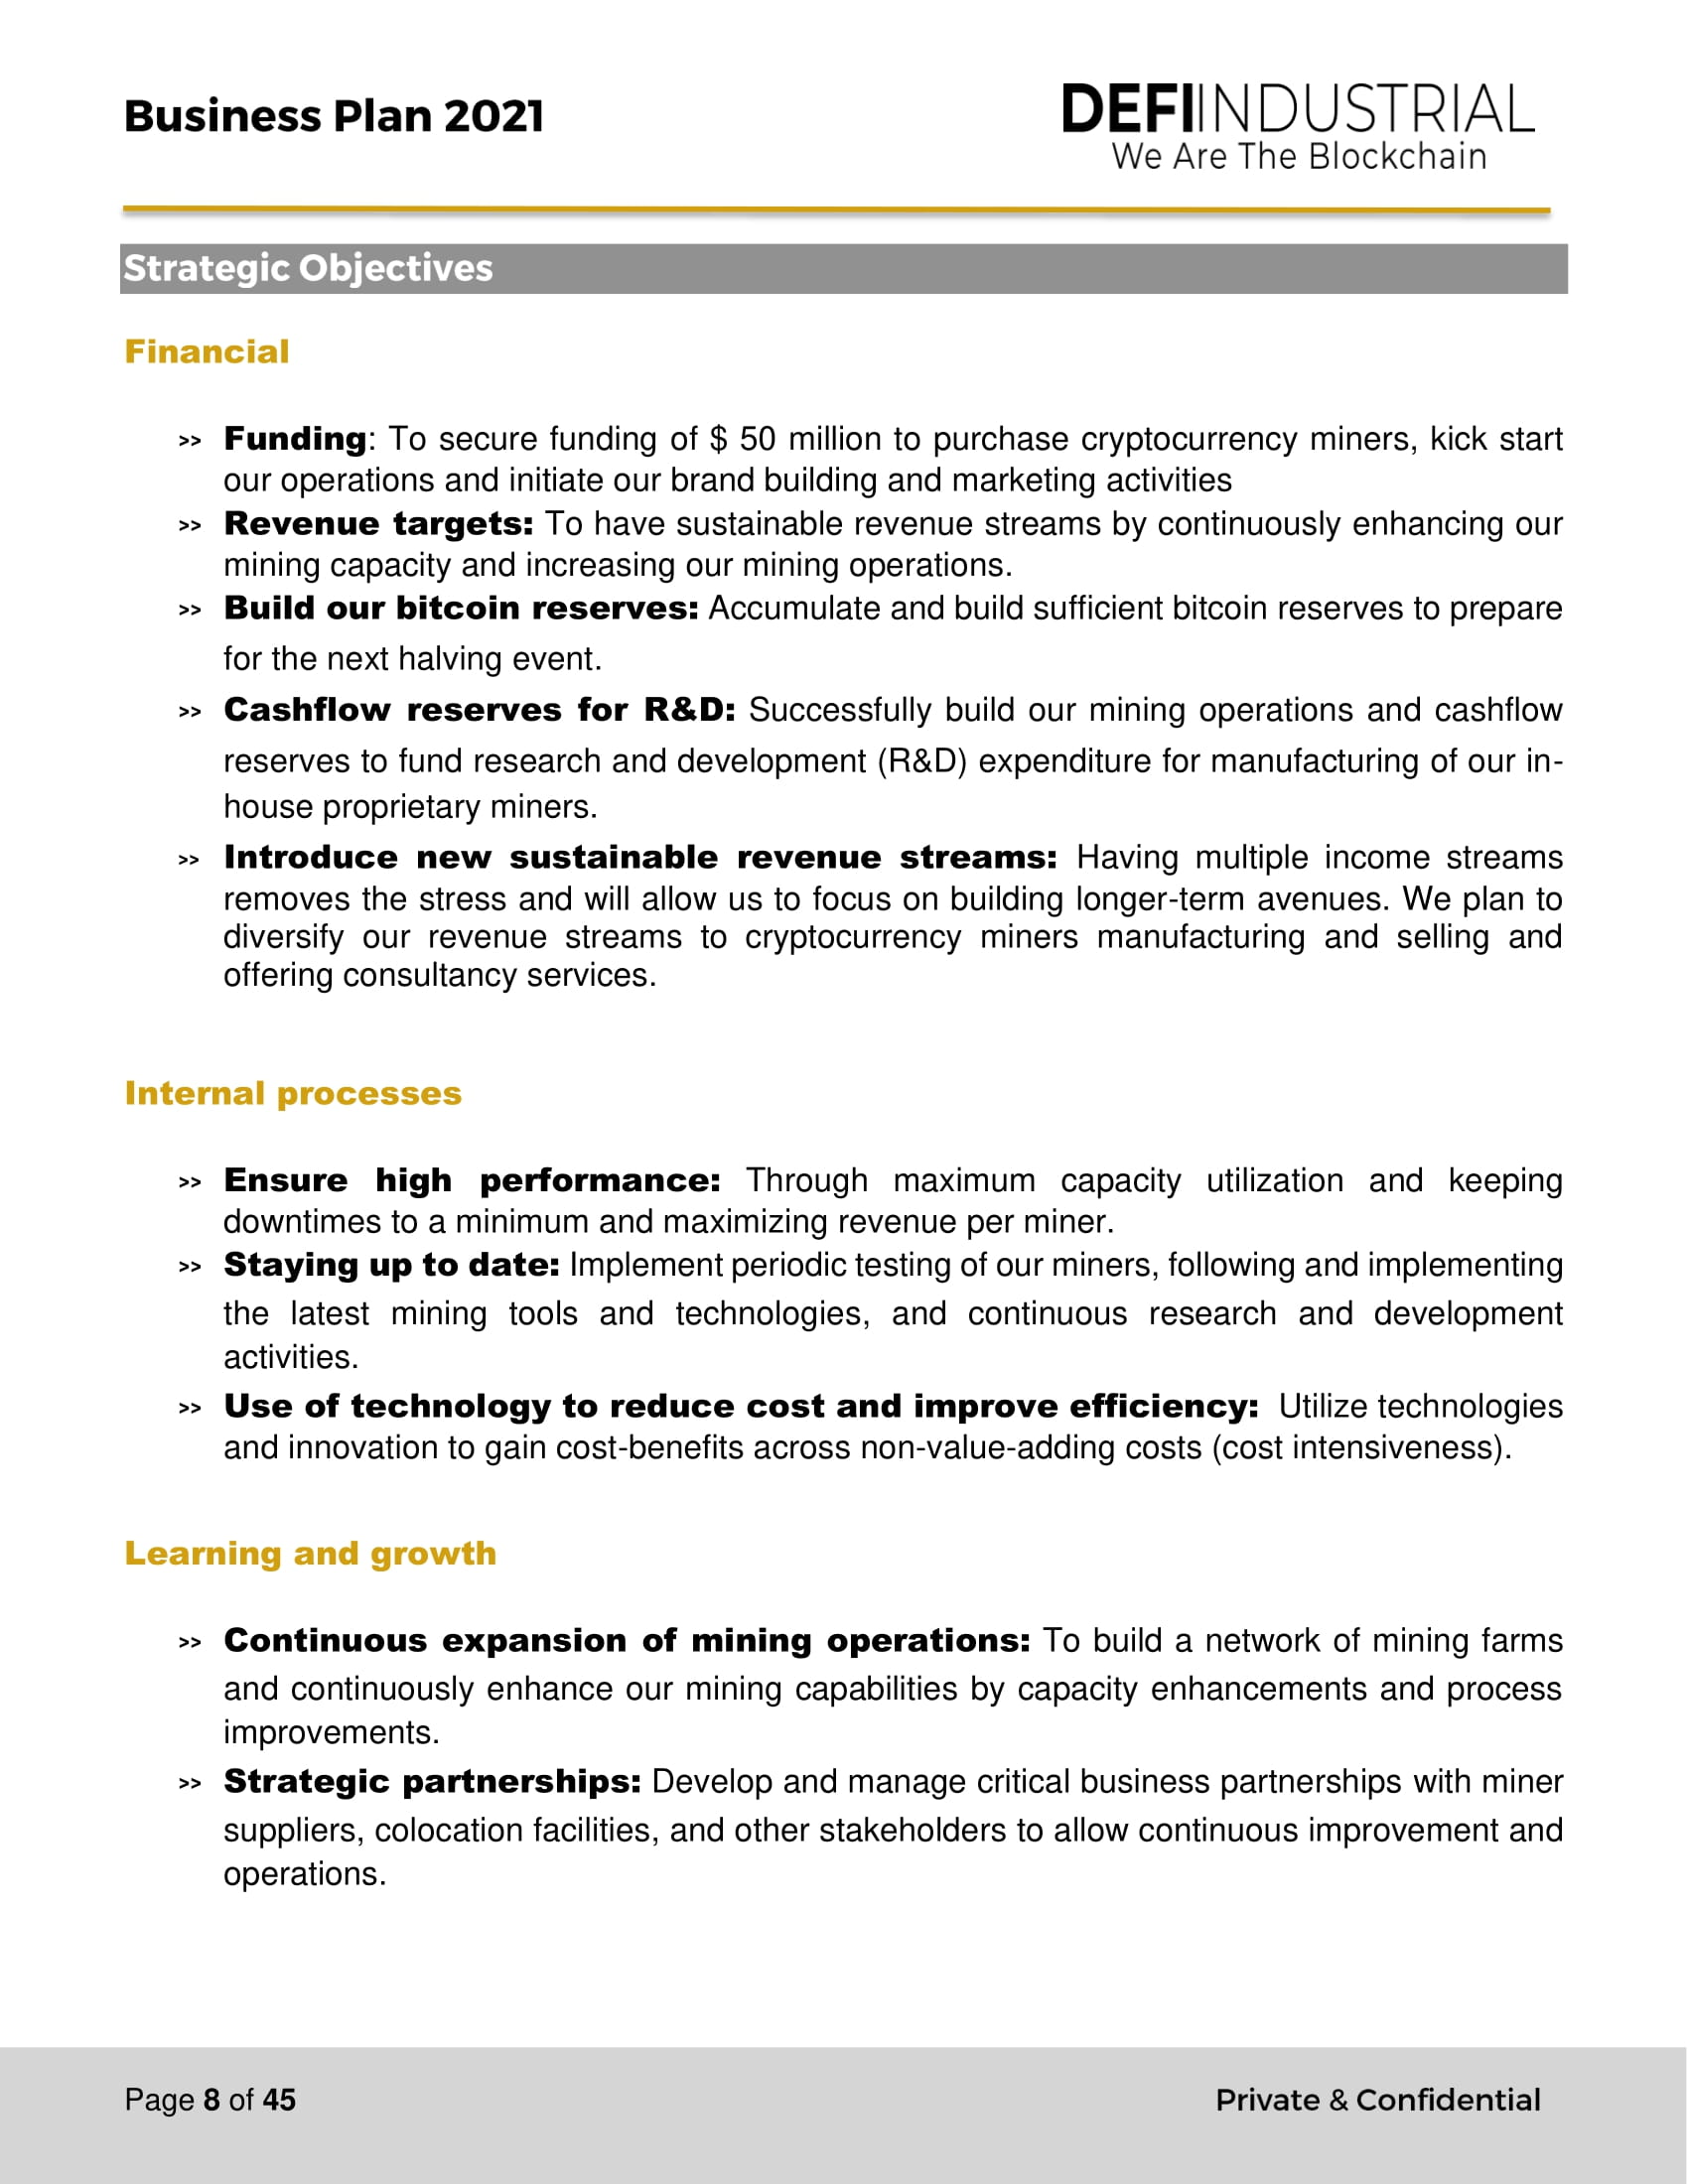 Business Plan 2021
DEFIINDUSTRIAL
We Are The Blockchain
Strategic Objectives
Financial
>> Funding: To secure funding of $ 50 million to purchase cryptocurrency miners, kick start
our operations and initiate our brand building and marketing activities
>> Revenue targets: To have sustainable revenue streams by continuously enhancing our
mining capacity and increasing our mining operations.
>> Build our bitcoin reserves: Accumulate and build sufficient bitcoin reserves to prepare
for the next halving event.
>> Cashflow reserves for R&D: Successfully build our mining operations and cashflow
reserves to fund research and development (R&D) expenditure for manufacturing of our in-
house proprietary miners.
>> Introduce new sustainable revenue streams: Having multiple income streams
removes the stress and will allow us to focus on building longer-term avenues. We plan to
diversify our revenue streams to cryptocurrency miners manufacturing and selling and
offering consultancy services.
Internal processes
>> Ensure high performance: Through maximum capacity utilization and keeping
downtimes to a minimum and maximizing revenue per miner.
>> Staying up to date: Implement periodic testing of our miners, following and implementing
the latest mining tools and technologies, and continuous research and development
activities.
>> Use of technology to reduce cost and improve efficiency: Utilize technologies
and innovation to gain cost-benefits across non-value-adding costs (cost intensiveness).
Learning and growth
>> Continuous expansion of mining operations: To build a network of mining farms
and continuously enhance our mining capabilities by capacity enhancements and process
improvements.
>> Strategic partnerships: Develop and manage critical business partnerships with miner
suppliers, colocation facilities, and other stakeholders to allow continuous improvement and
operations.
Page 8 of 45
Private & Confidential